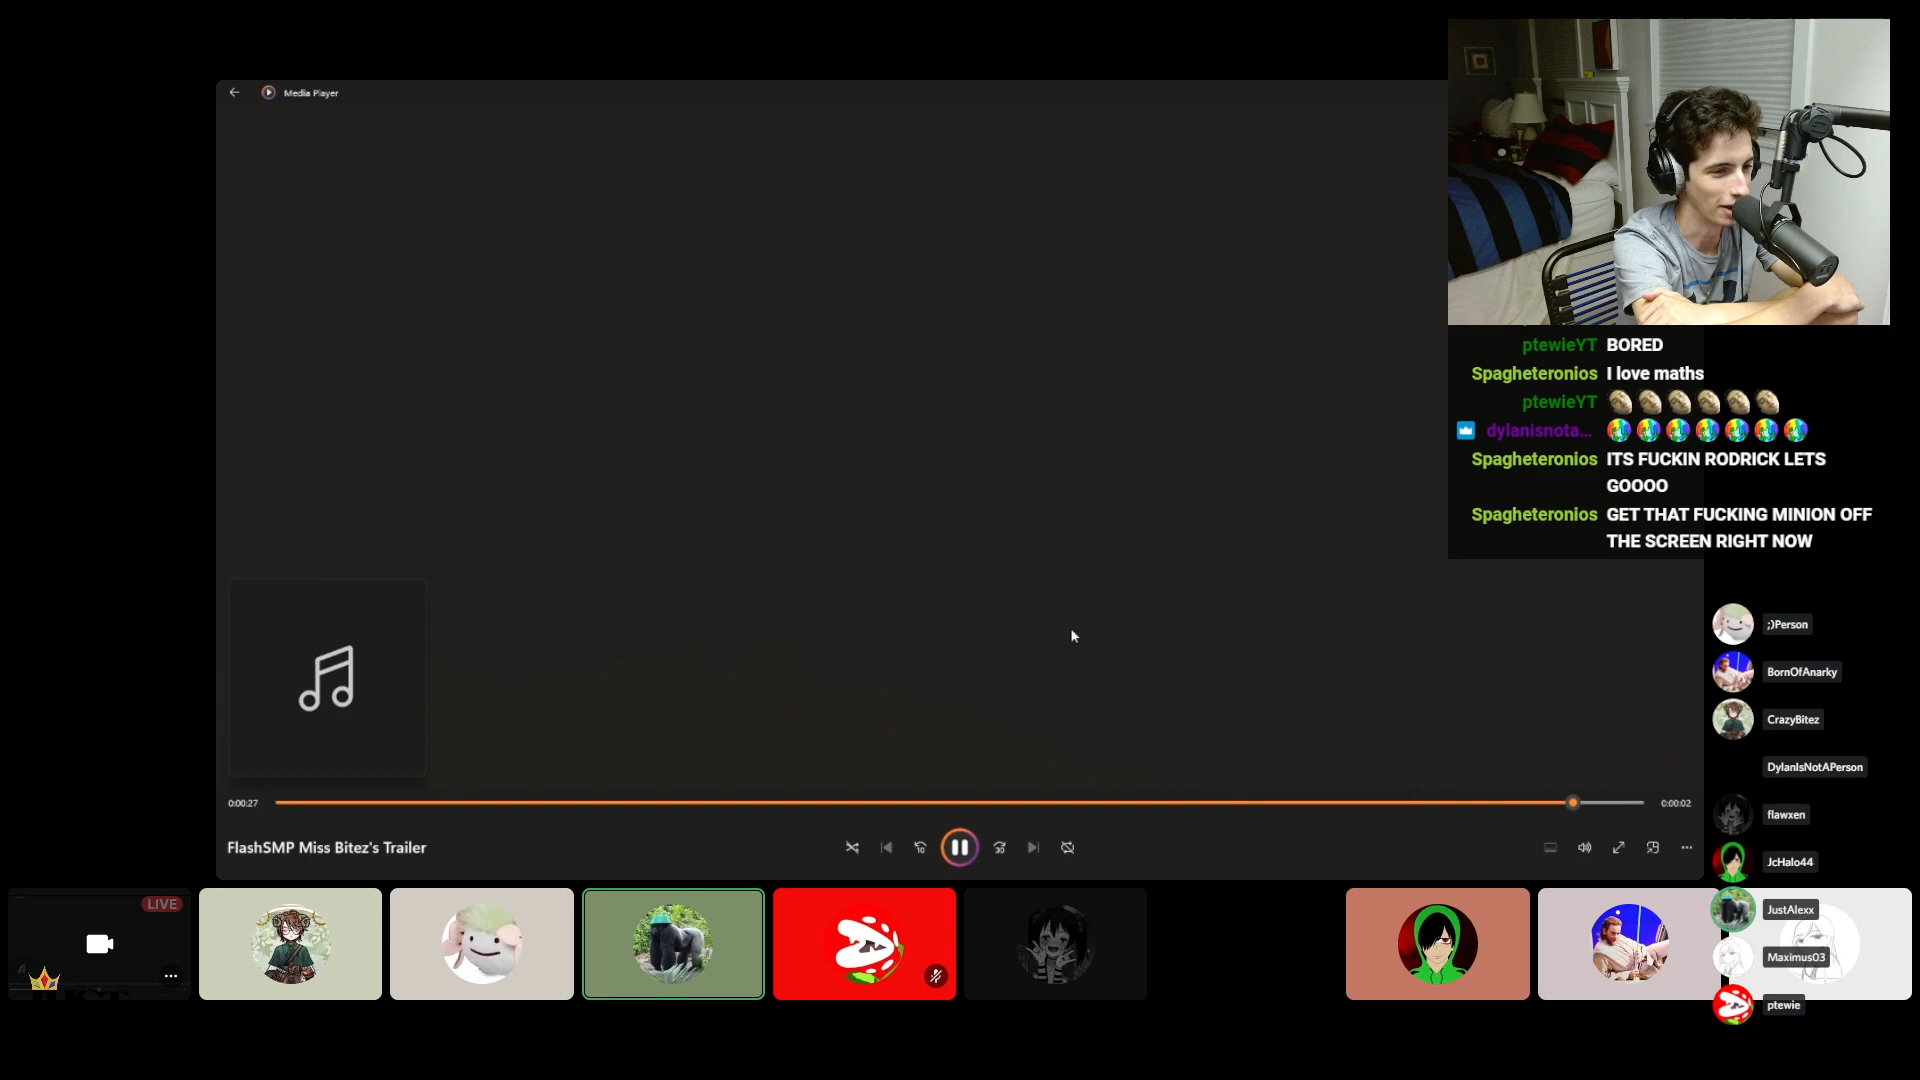 Media Player
ptewieYT BORED
Spagheteronios I love maths
ptewieYT
dylanisnota...
Spagheteronios ITS FUCKIN RODRICK LETS
GOOOO
Spagheteronios GET THAT FUCKING MINION OFF
THE SCREEN RIGHT NOW
;)Person
BornOfAnarky
CrazyBitez
DylanIsNotAPerson
flawxen
JcHalo44
JustAlexx
Maximus03
ptewie
0:00:27
0:00:02
FlashSMP Miss Bitez's Trailer
10
30
LIVE